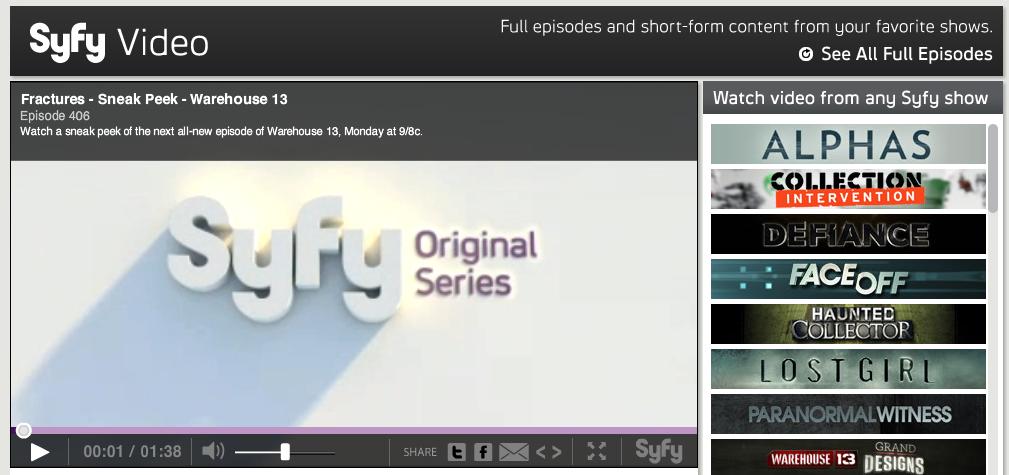 Syfy Video
Full episodes and short-form content from your favorite shows.
See All Full Episodes
Fractures - Sneak Peek - Warehouse 13
Episode 406
Watch a sneak peek of the next all-new episode of Warehouse 13, Monday at 9/8c.
Syfy Original
Series
00:01 / 01:38
SHARE
Syfy
Watch video from any Syfy show
ALPHAS
COLLECTION
INTERVENTION
DEFIANCE
FACE OFF
HAUNTED
COLLECTOR
LOST GIRL
PARANORMAL WITNESS
WAREHOUSE 13
GRAND
DESIGNS